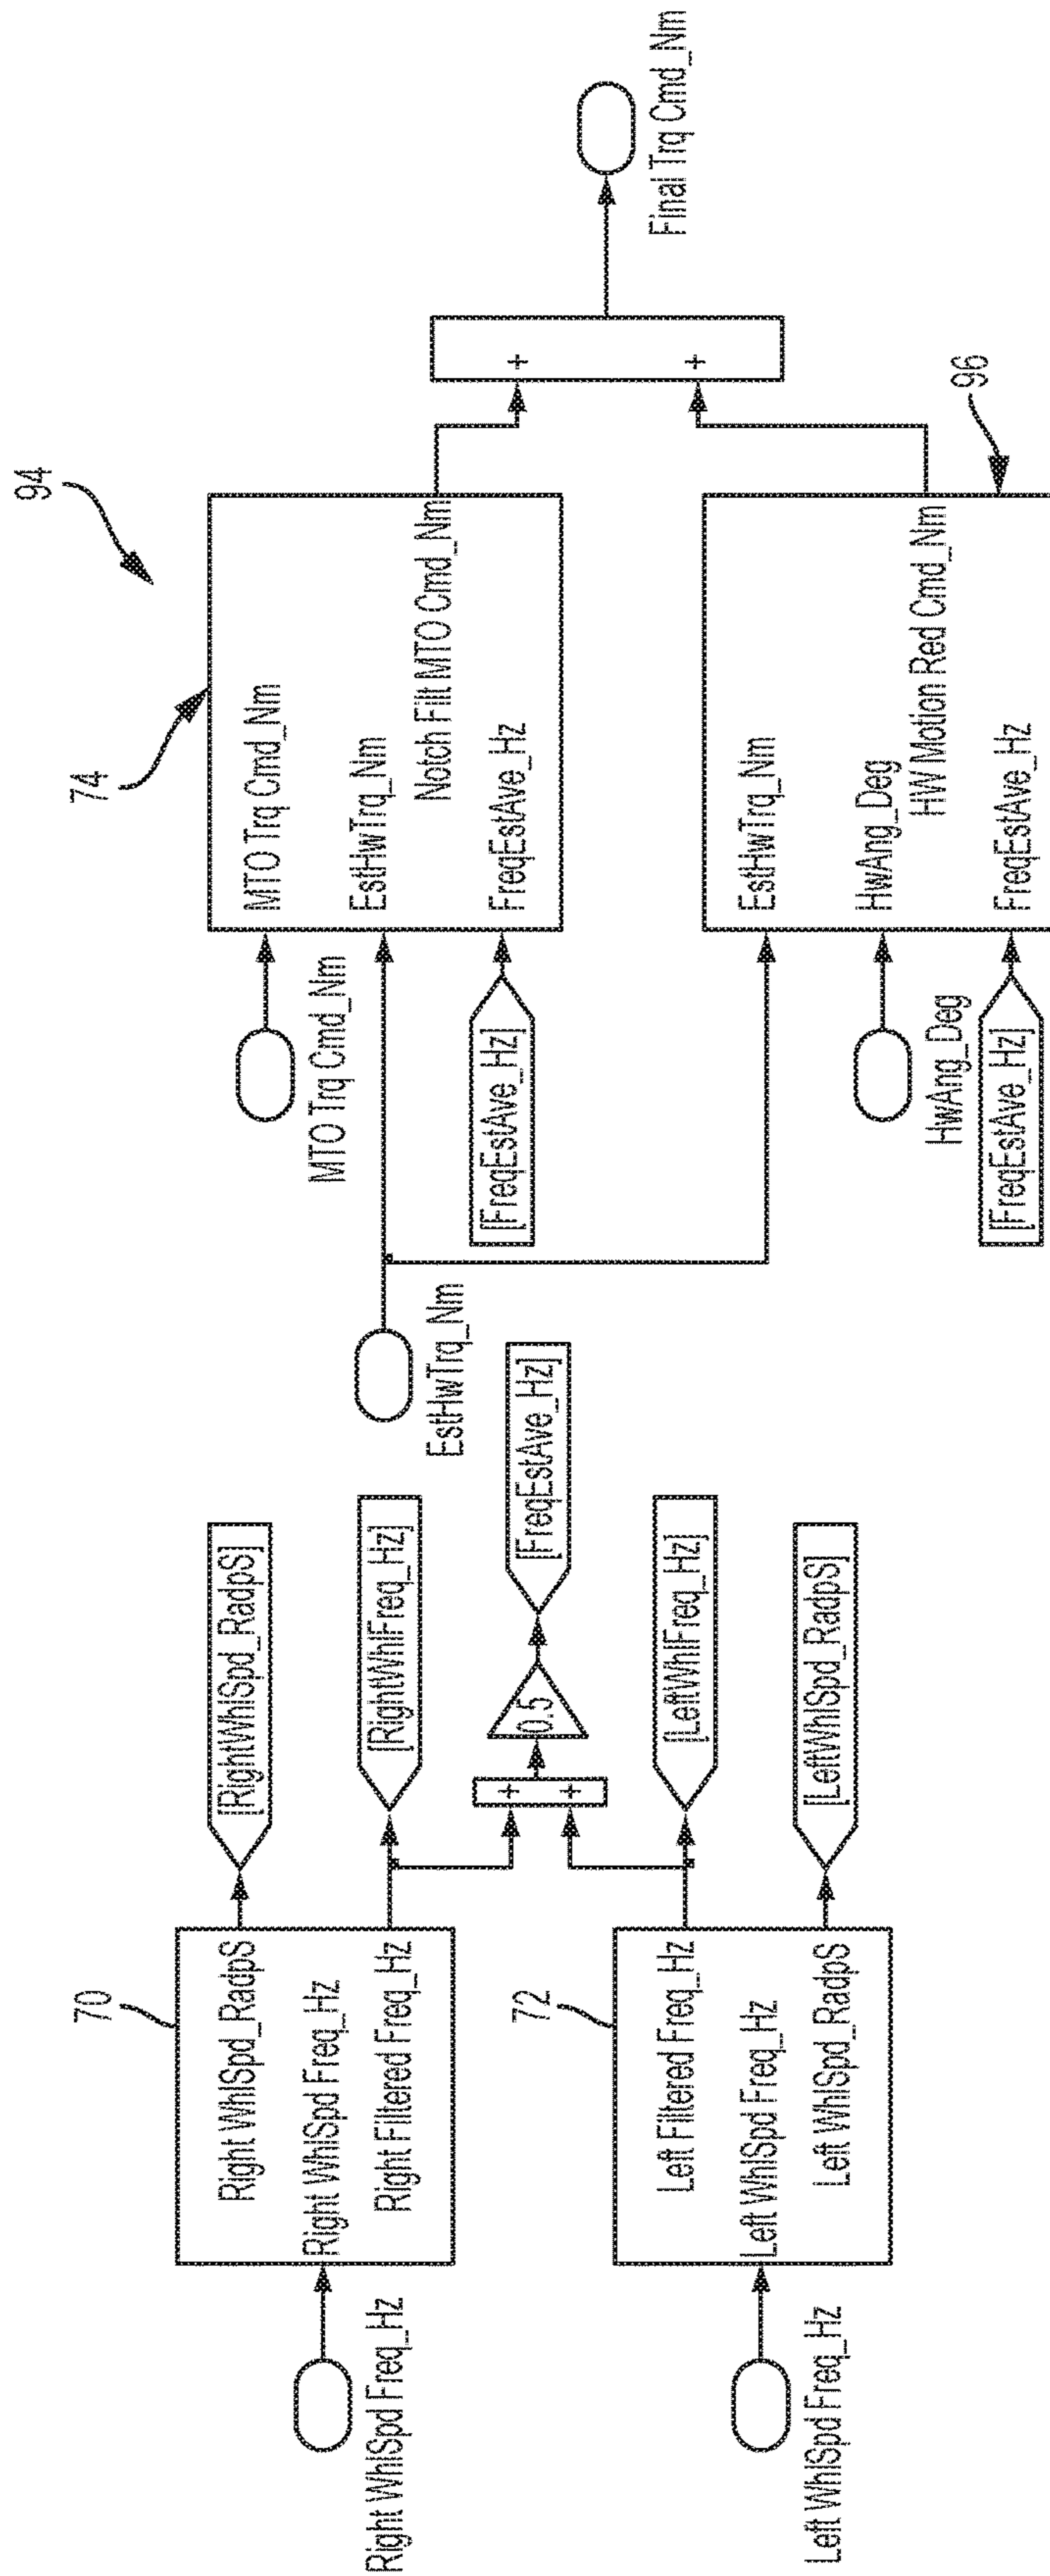 94
70
Right WhlSpd Freq_Hz
Right WhlSpd_RadpS
Right WhlSpd Freq_Hz
Right Filtered Freq_Hz
[RightWhlSpd_RadpS]
[RightWhlFreq_Hz]
+
+
0.5
[FreqEstAve_Hz]
72
Left WhlSpd Freq_Hz
Left Filtered Freq_Hz
Left WhlSpd Freq_Hz
Left WhlSpd_RadpS
[LeftWhlFreq_Hz]
[LeftWhlSpd_RadpS]
EstHwTrq_Nm
74
MTO Trq Cmd_Nm
[FreqEstAve_Hz]
MTO Trq Cmd_Nm
EstHwTrq_Nm
Notch Filt MTO Cmd_Nm
FreqEstAve_Hz
HwAng_Deg
[FreqEstAve_Hz]
EstHwTrq_Nm
HwAng_Deg
HW Motion Red Cmd_Nm
FreqEstAve_Hz
96
+
+
Final Trq Cmd_Nm